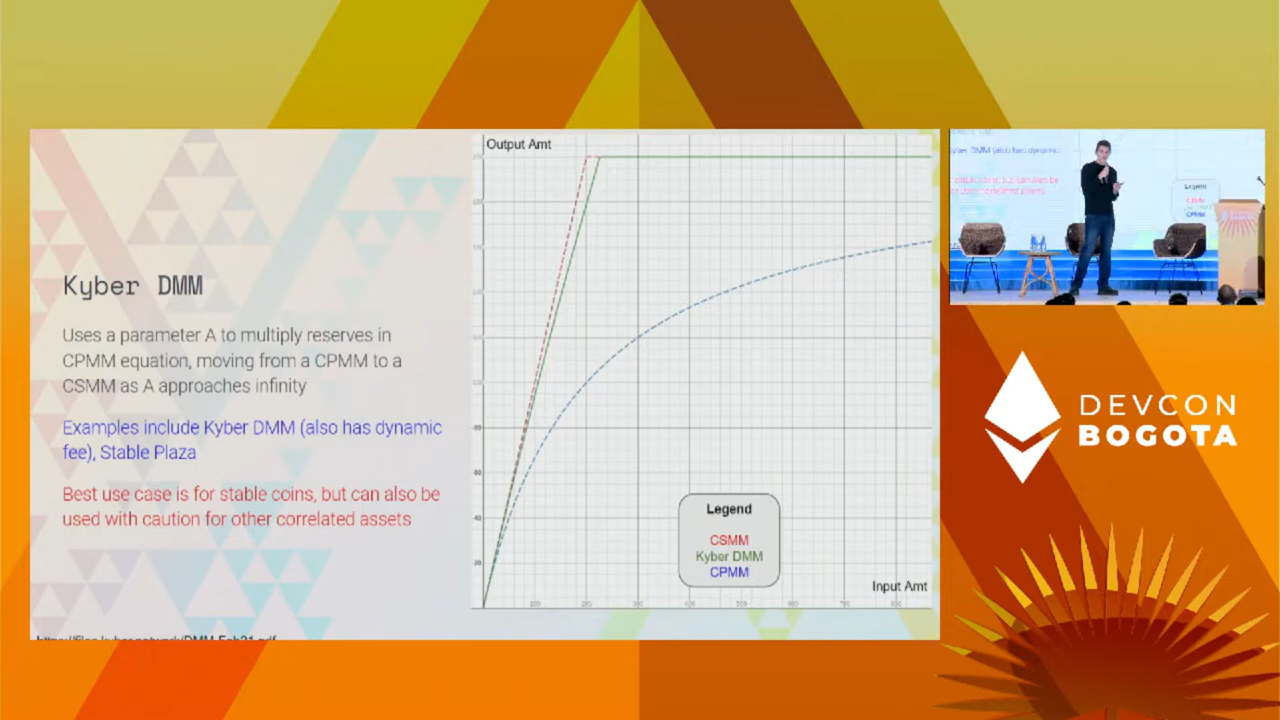 Kyber DMM
Uses a parameter A to multiply reserves in
CPMM equation, moving from a CPMM to a
CSMM as A approaches infinity
Examples include Kyber DMM (also has dynamic
fee), Stable Plaza
Best use case is for stable coins, but can also be
used with caution for other correlated assets
Output Amt
Legend
CSMM
Kyber DMM
CPMM
Input Amt
DEVCON
BOGOTA
Legend
CSMM
CPMM